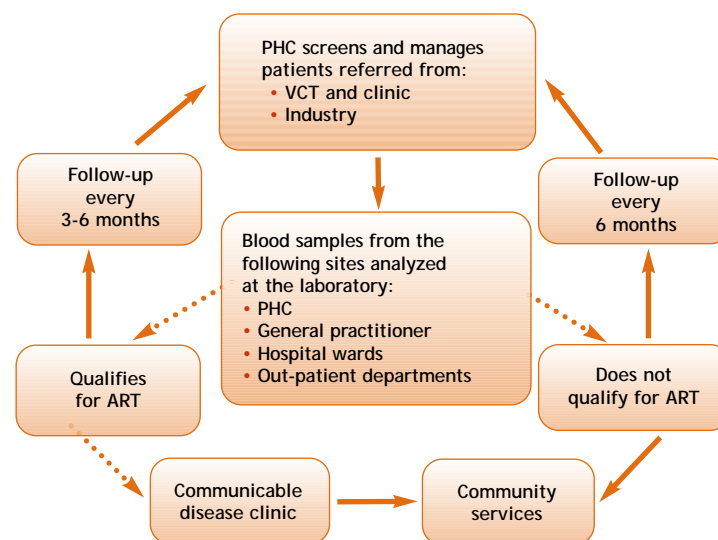 PHC screens and manages
patients referred from:
• VCT and clinic
• Industry
Follow-up
every
3-6 months
Follow-up
every
6 months
Blood samples from the
following sites analyzed
at the laboratory:
• PHC
• General practitioner
• Hospital wards
• Out-patient departments
Qualifies
for ART
Does not
qualify for ART
Communicable
disease clinic
Community
services